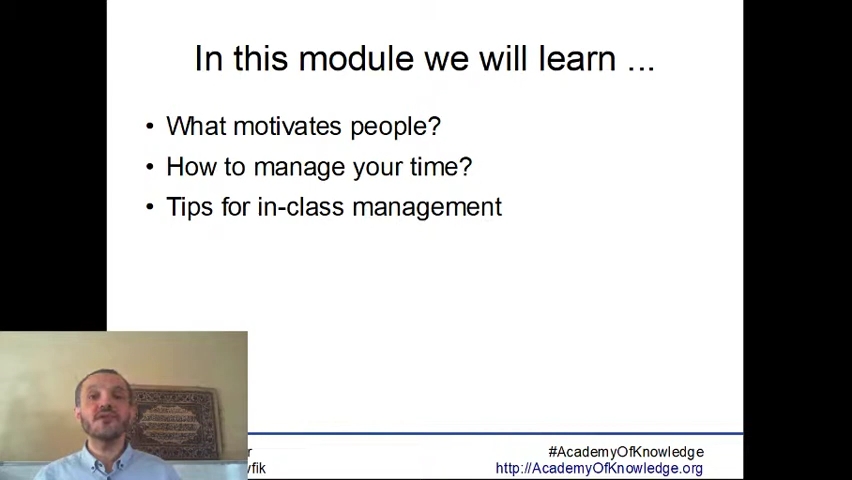 In this module we will learn ...
• What motivates people?
• How to manage your time?
• Tips for in-class management
#AcademyOfKnowledge
http://AcademyOfKnowledge.org